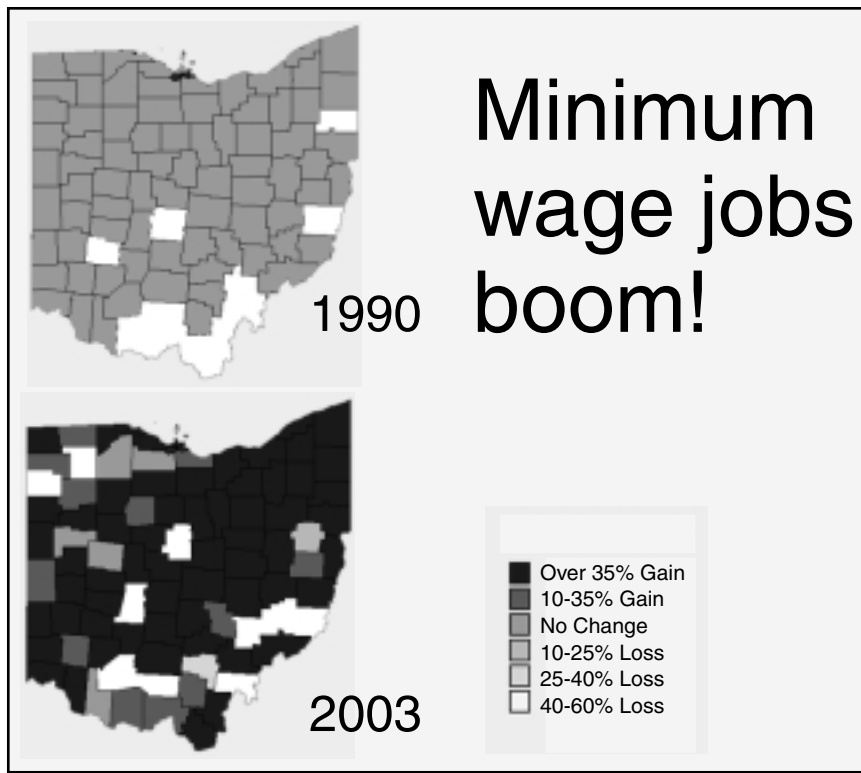 Minimum
wage jobs
boom!
1990
2003
Over 35% Gain
10-35% Gain
No Change
10-25% Loss
25-40% Loss
40-60% Loss